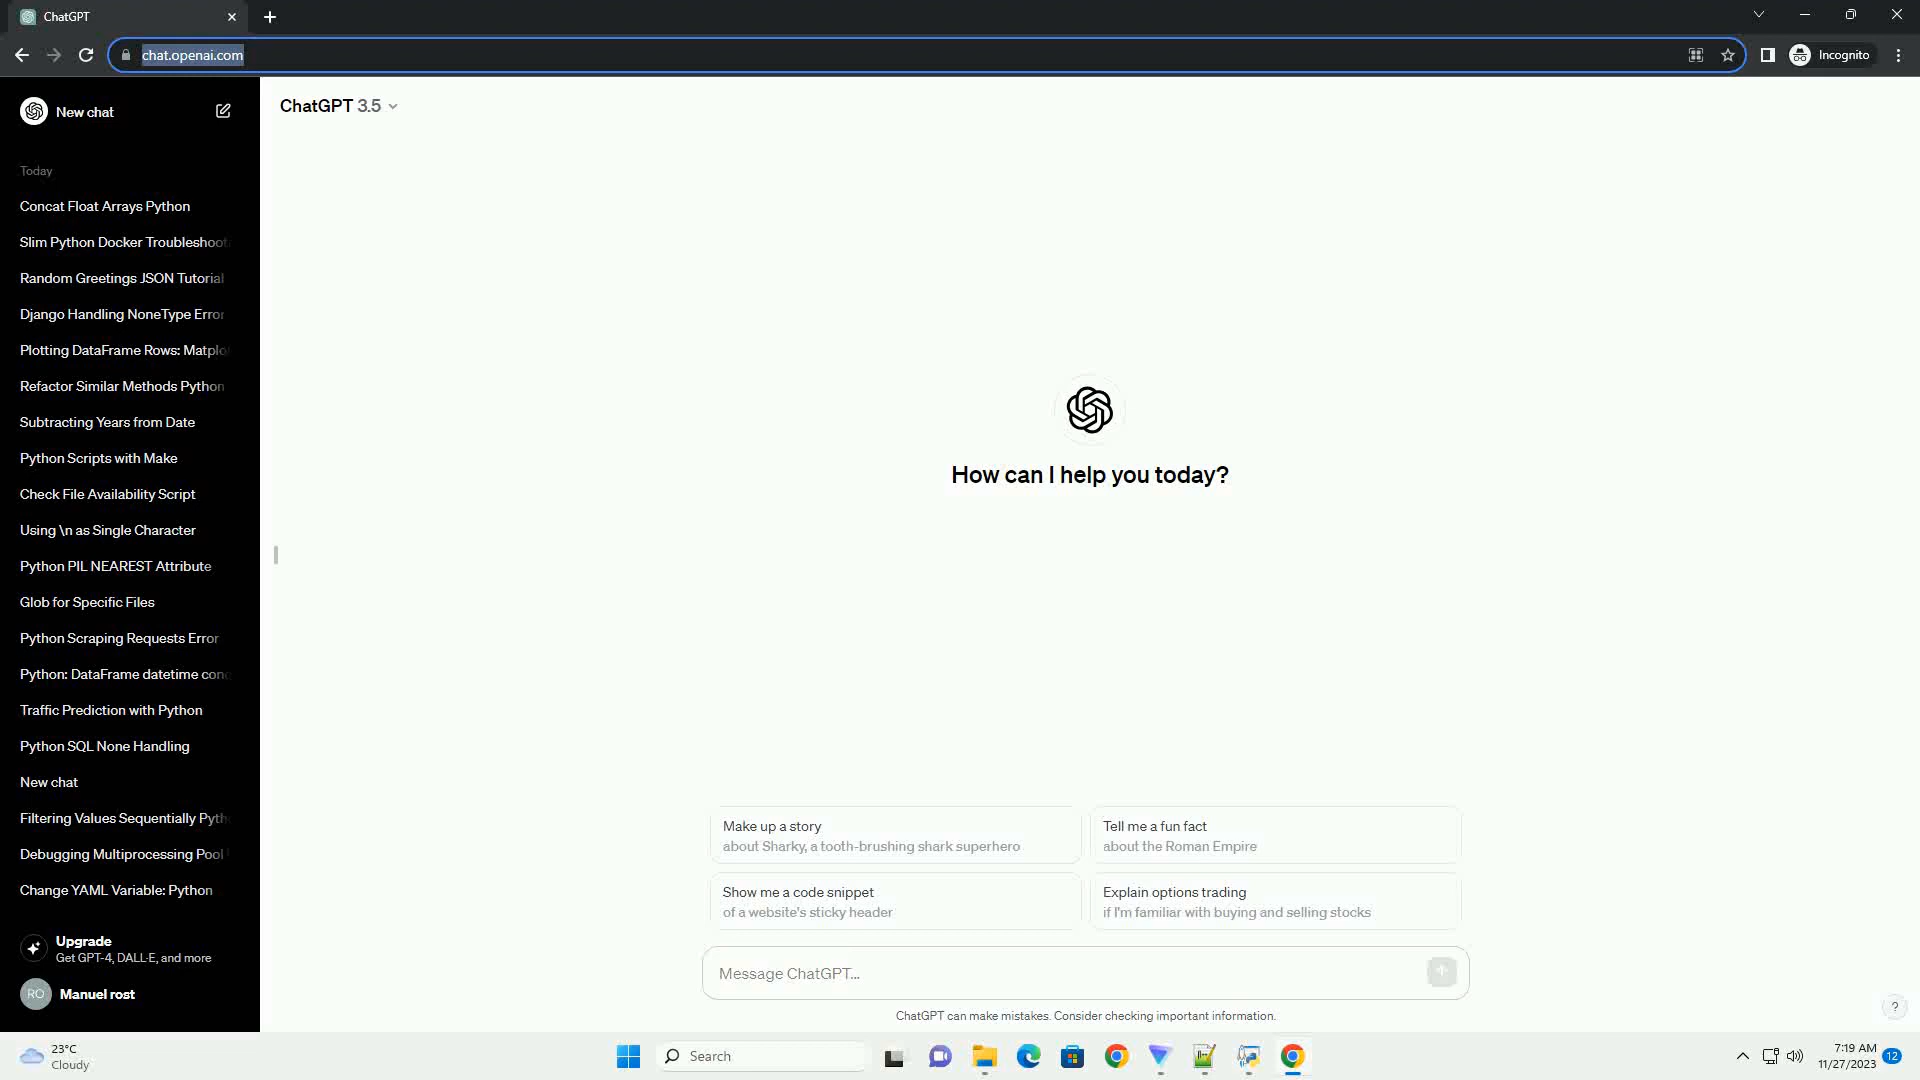 ChatGPT
chat.openai.com
Incognito
New chat
ChatGPT 3.5
Today
Concat Float Arrays Python
Slim Python Docker Troubleshoot
Random Greetings JSON Tutorial
Django Handling NoneType Error
Plotting DataFrame Rows: Matplo
Refactor Similar Methods Python
Subtracting Years from Date
Python Scripts with Make
Check File Availability Script
Using \n as Single Character
Python PIL NEAREST Attribute
Glob for Specific Files
Python Scraping Requests Error
Python: DataFrame datetime conc
Traffic Prediction with Python
Python SQL None Handling
New chat
Filtering Values Sequentially Pyth
Debugging Multiprocessing Pool
Change YAML Variable: Python
Upgrade
Get GPT-4, DALL·E, and more
RO
Manuel rost
How can I help you today?
Make up a story
about Sharky, a tooth-brushing shark superhero
Tell me a fun fact
about the Roman Empire
Show me a code snippet
of a website's sticky header
Explain options trading
if I'm familiar with buying and selling stocks
Message ChatGPT...
ChatGPT can make mistakes. Consider checking important information.
?
23°C
Cloudy
Search
7:19 AM
11/27/2023
12